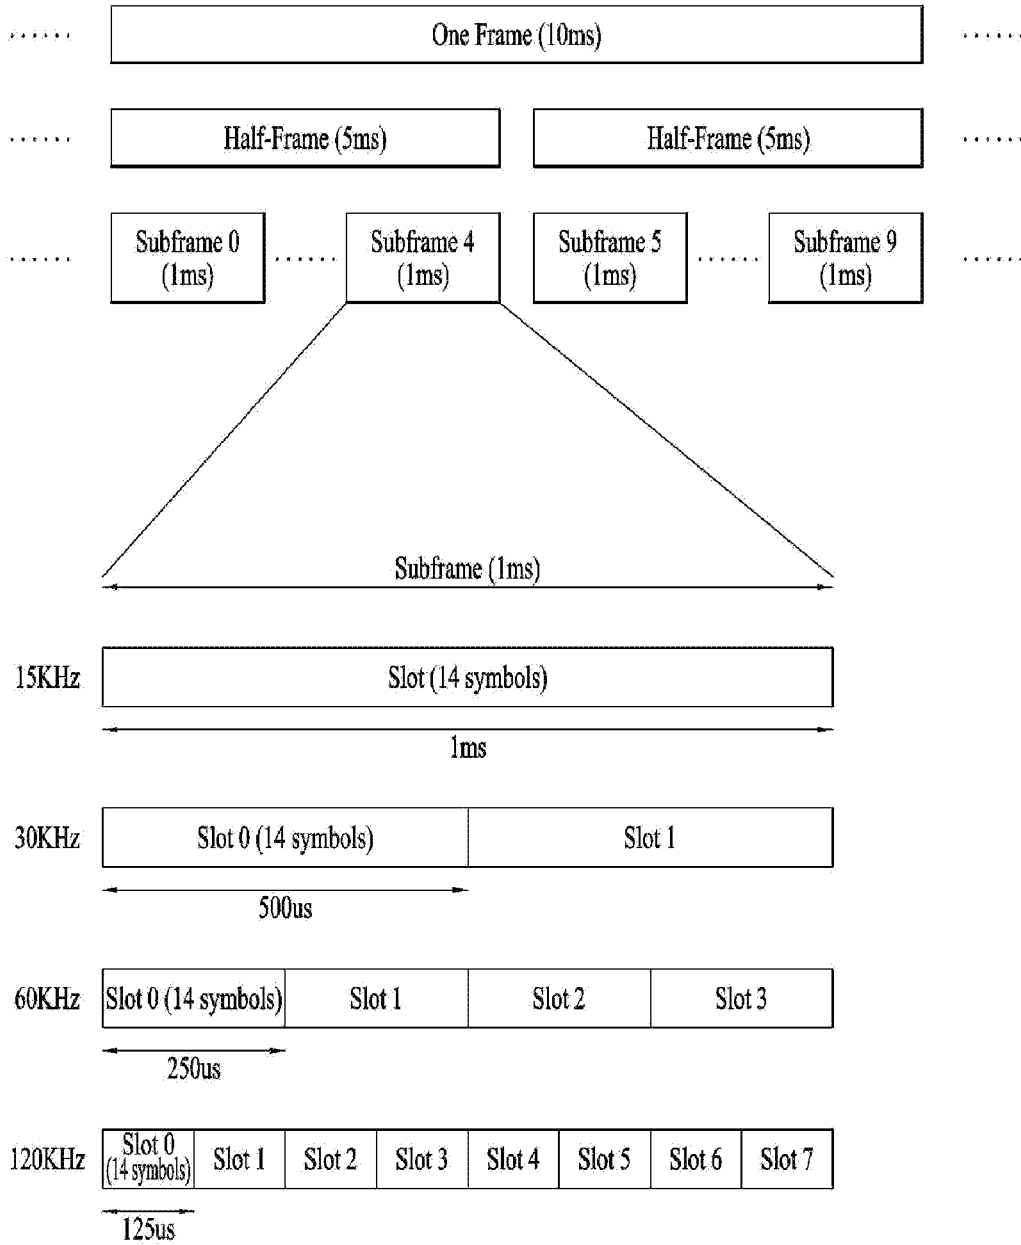 ...... One Frame (10ms) ......
...... Half-Frame (5ms) Half-Frame (5ms) ......
Subframe 0 Subframe 4 Subframe 5 Subframe 9
...... (1ms) ...... (1ms) (1ms) ...... (1ms) ......
Subframe (1ms)
15KHz Slot (14 symbols)
1ms
30KHz Slot 0 (14 symbols) Slot 1
500us
60KHz Slot 0 (14 symbols) Slot 1 Slot 2 Slot 3
250us
120KHz Slot 0 (14 symbols) Slot 1 Slot 2 Slot 3 Slot 4 Slot 5 Slot 6 Slot 7
125us